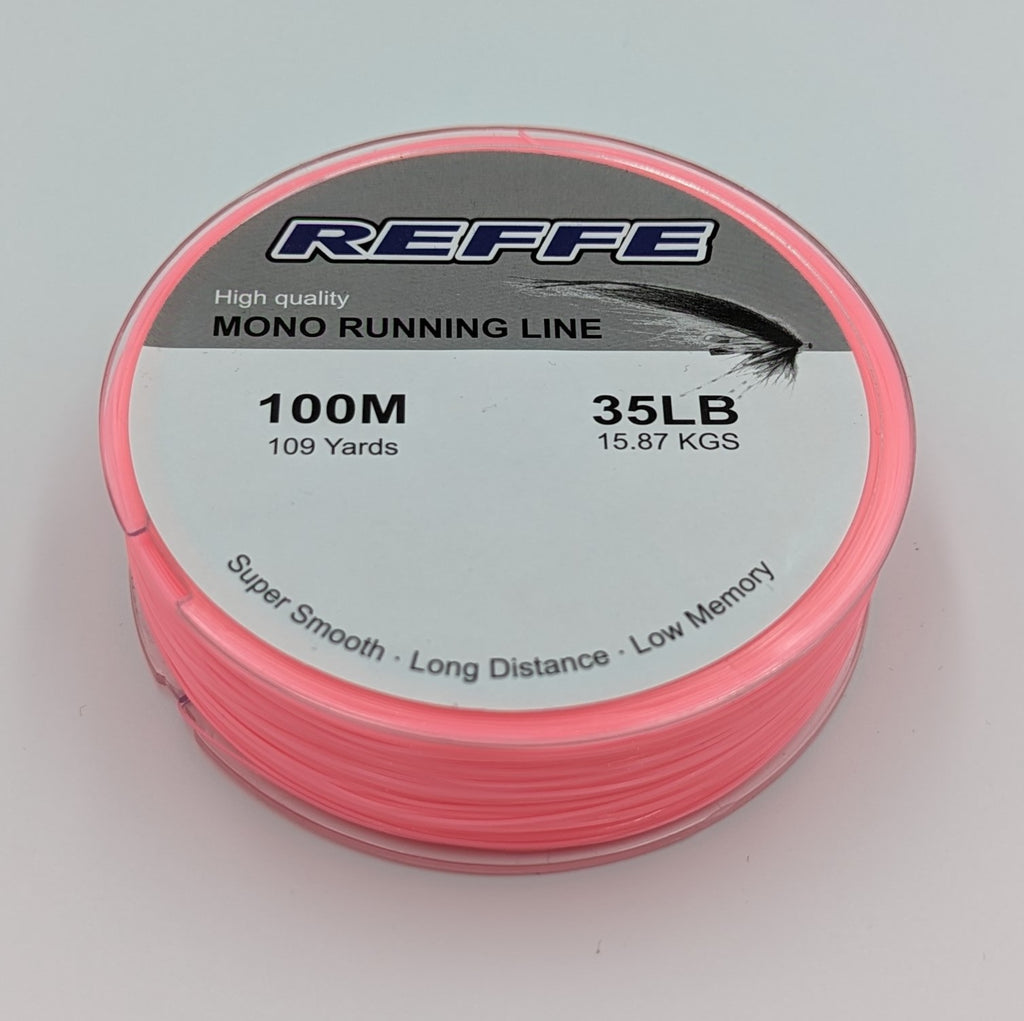 REFFE
High quality
MONO RUNNING LINE
100M
109 Yards
35LB
15.87 KGS
Super Smooth · Long Distance · Low Memory